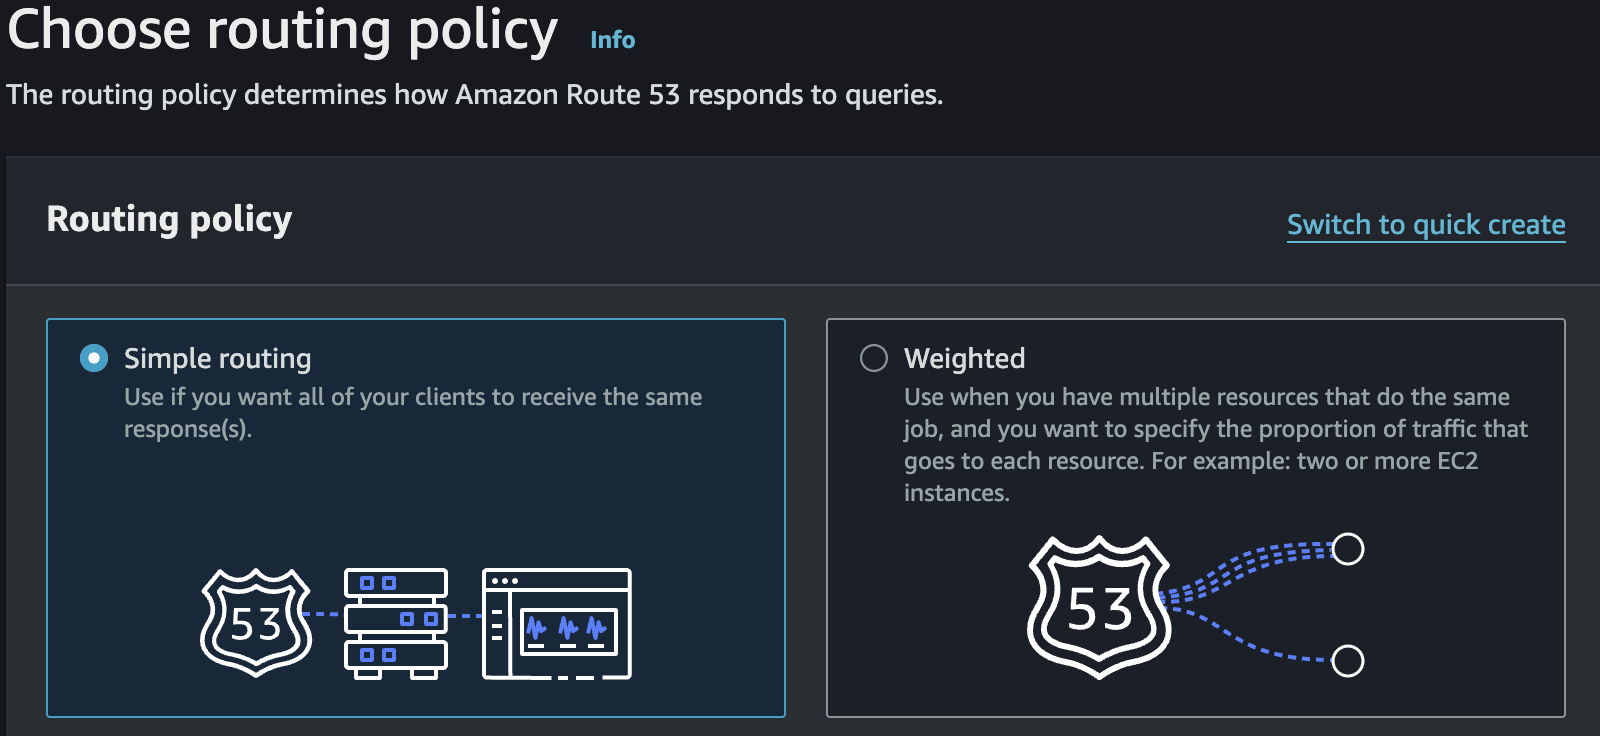 Choose routing policy Info
The routing policy determines how Amazon Route 53 responds to queries.
Routing policy
Switch to quick create
Simple routing
Use if you want all of your clients to receive the same
response(s).
53
Weighted
Use when you have multiple resources that do the same
job, and you want to specify the proportion of traffic that
goes to each resource. For example: two or more EC2
instances.
53